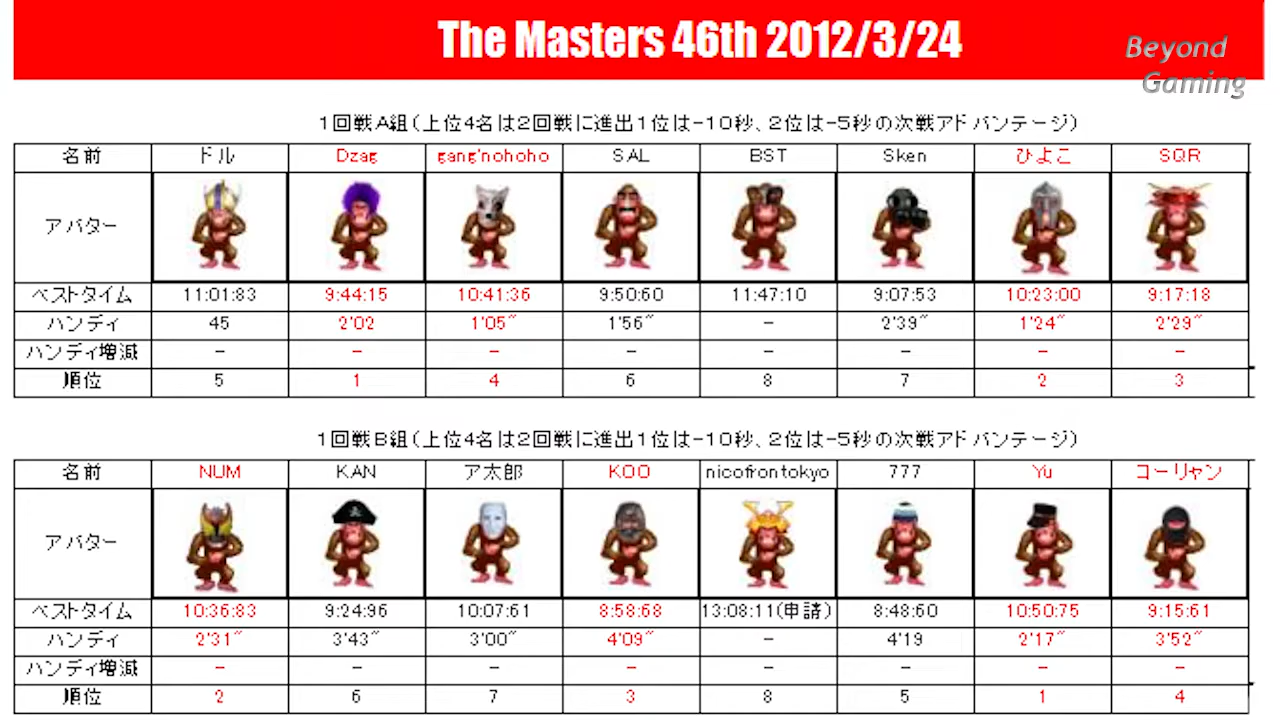 The Masters 46th 2012/3/24
Beyond
Gaming
1回戦A組(上位4名は2回戦に進出1位は-10秒、2位は-5秒の次戦アドバンテージ)
名前 ドル Dzag gang'nohoho SAL BST Sken ひよこ SQR
アバター
ベストタイム 11:01:83 9:44:15 10:41:36 9:50:60 11:47:10 9:07:53 10:23:00 9:17:18
ハンディ 45 2'02 1'05" 1'56" - 2'39" 1'24" 2'29"
ハンディ増減 - - - - - - - -
順位 5 1 4 6 8 7 2 3
1回戦B組(上位4名は2回戦に進出1位は-10秒、2位は-5秒の次戦アドバンテージ)
名前 NUM KAN ア太郎 KOO nicofrontokyo 777 Yu コーリャン
アバター
ベストタイム 10:36:83 9:24:96 10:07:61 8:58:68 13:08:11(申請) 8:48:60 10:50:75 9:15:61
ハンディ 2'31" 3'43" 3'00" 4'09" - 4'19 2'17" 3'52"
ハンディ増減 - - - - - - - -
順位 2 6 7 3 8 5 1 4